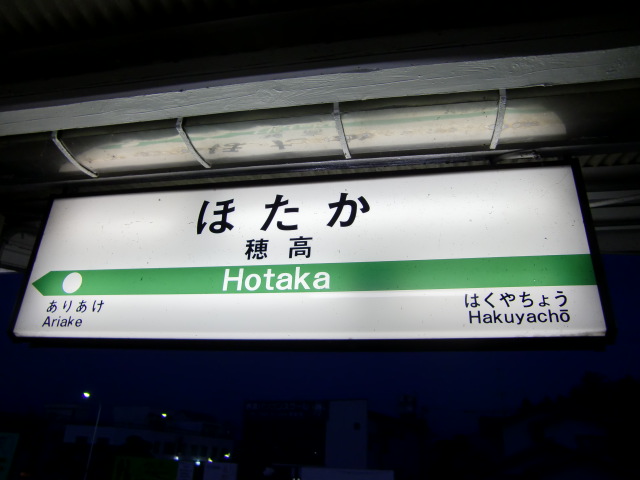 ほたか
穂高
Hotaka
ありあけ
Ariake
はくやちょう
Hakuyachō